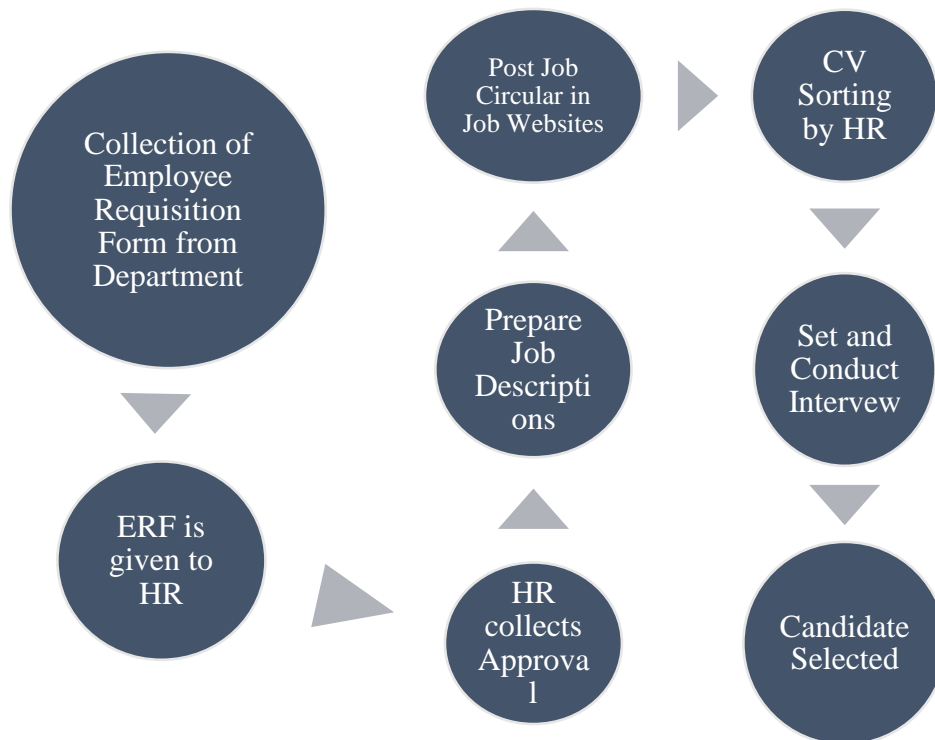 Collection of
Employee
Requisition
Form from
Department
ERF is
given to
HR
HR
collects
Approva
l
Prepare
Job
Descripti
ons
Post Job
Circular in
Job Websites
CV
Sorting
by HR
Set and
Conduct
Intervew
Candidate
Selected